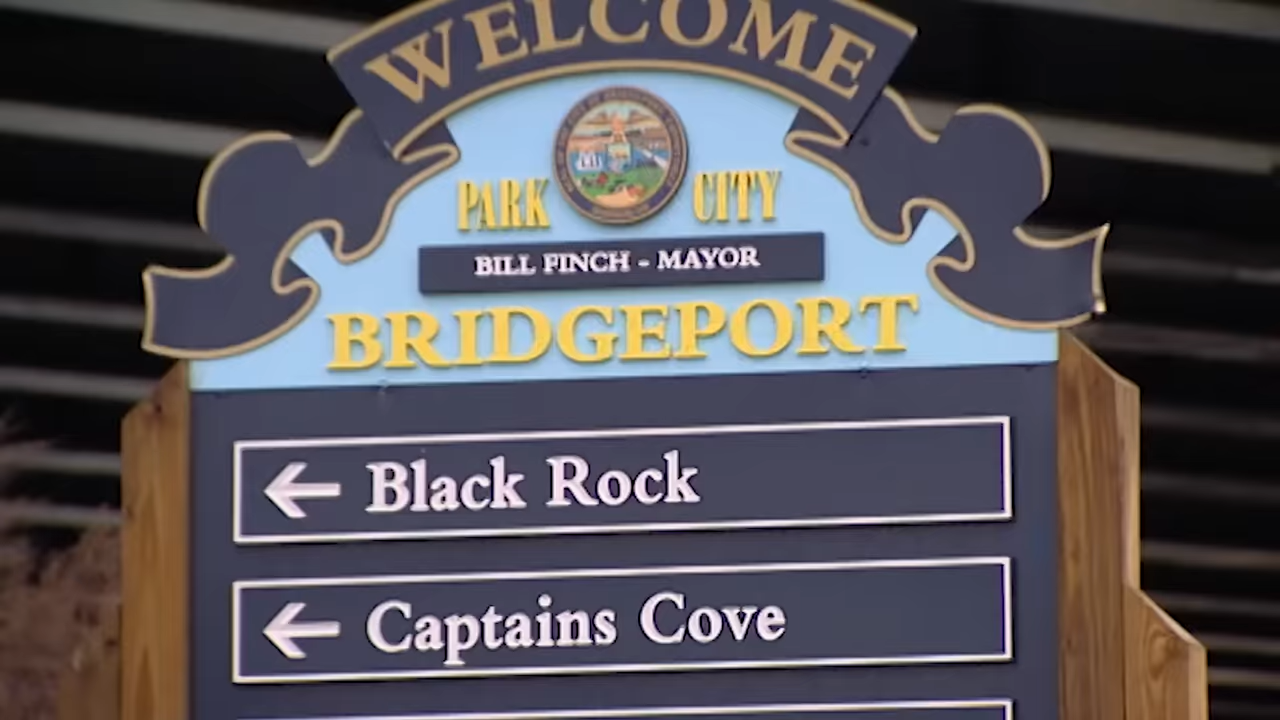 WELCOME
PARK CITY
BILL FINCH - MAYOR
BRIDGEPORT
← Black Rock
← Captains Cove